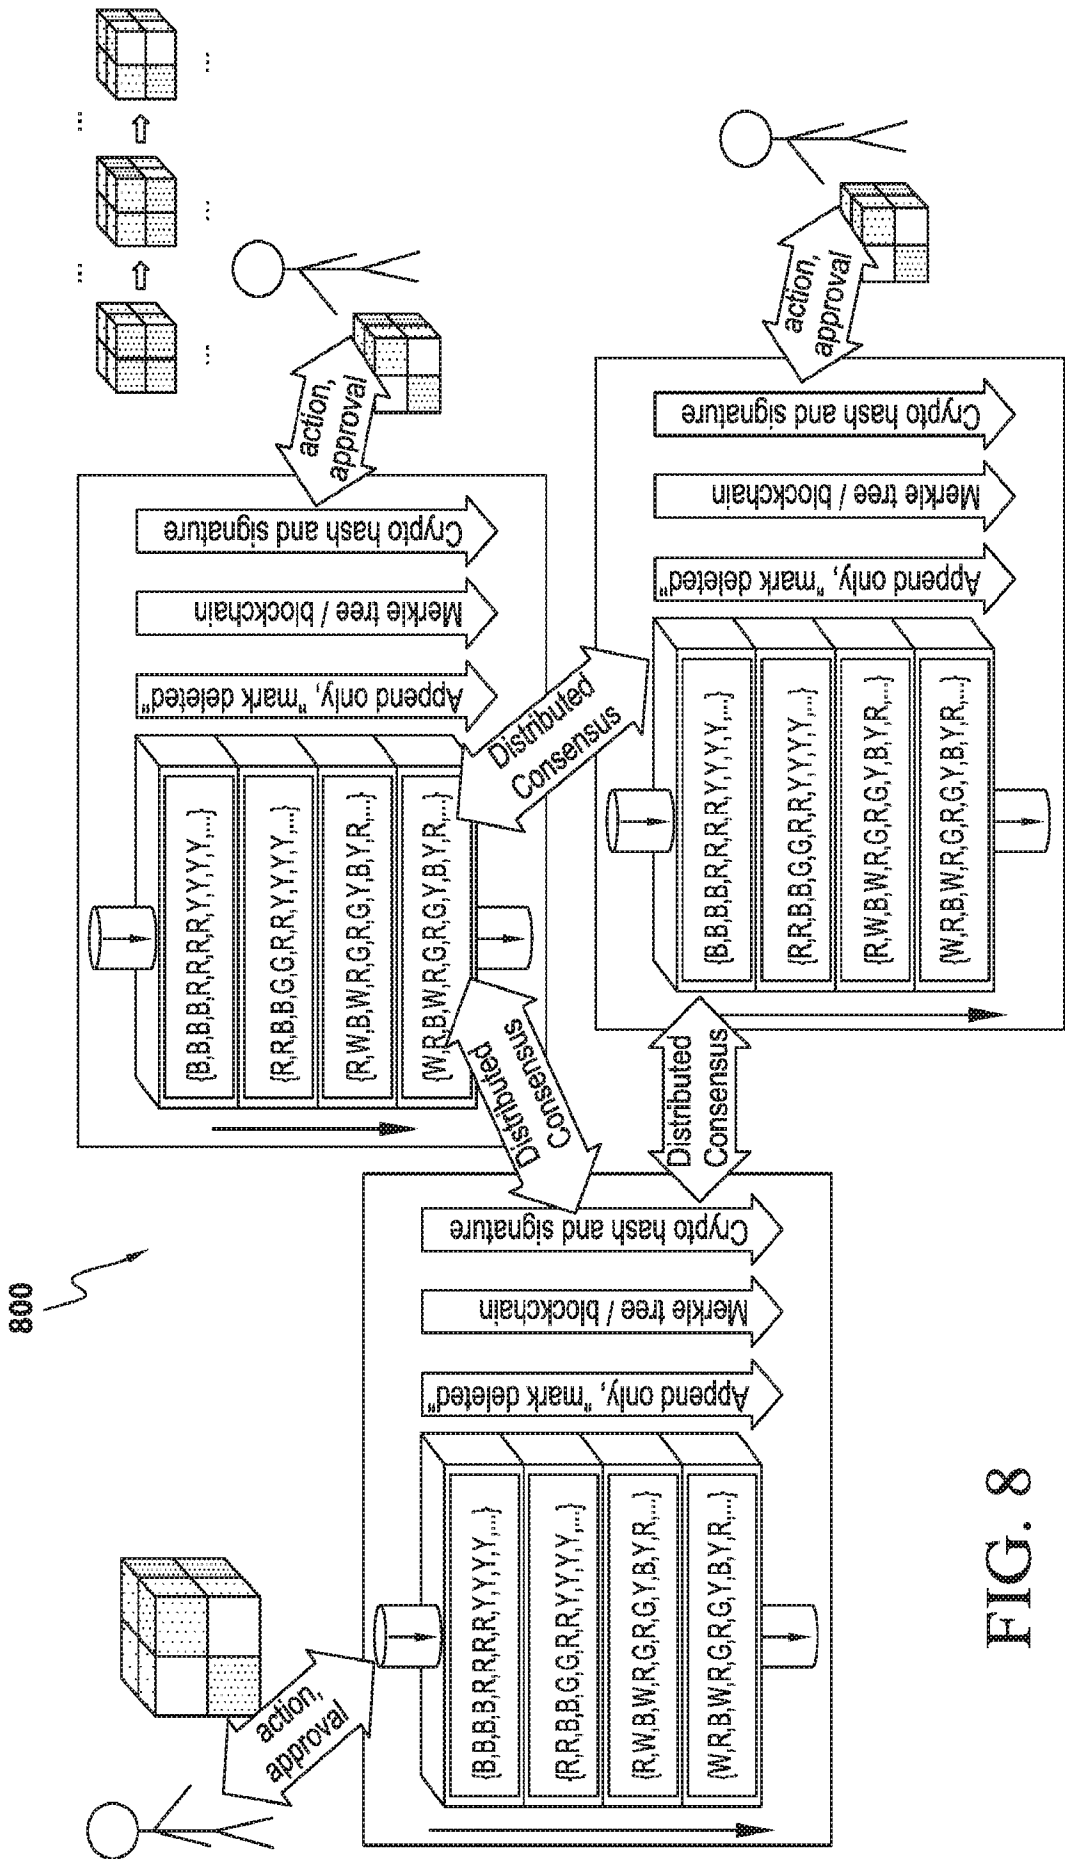 800
action,
approval
{B,B,B,B,R,R,R,R,Y,Y,Y,Y,...}
{R,R,B,B,G,G,R,R,Y,Y,Y,Y,...}
{R,W,B,W,R,G,R,G,Y,B,Y,R,...}
{W,R,B,W,R,G,R,G,Y,B,Y,R,...}
Append only, "mark deleted"
Merkle tree / blockchain
Crypto hash and signature
Distributed
Consensus
{B,B,B,B,R,R,R,R,Y,Y,Y,Y,...}
{R,R,B,B,G,G,R,R,Y,Y,Y,Y,...}
{R,W,B,W,R,G,R,G,Y,B,Y,R,...}
{W,R,B,W,R,G,R,G,Y,B,Y,R,...}
Append only, "mark deleted"
Merkle tree / blockchain
Crypto hash and signature
action,
approval
...
...
...
...
...
Distributed
Consensus
Distributed
Consensus
{B,B,B,B,R,R,R,R,Y,Y,Y,Y,...}
{R,R,B,B,G,G,R,R,Y,Y,Y,Y,...}
{R,W,B,W,R,G,R,G,Y,B,Y,R,...}
{W,R,B,W,R,G,R,G,Y,B,Y,R,...}
Append only, "mark deleted"
Merkle tree / blockchain
Crypto hash and signature
action,
approval
FIG. 8